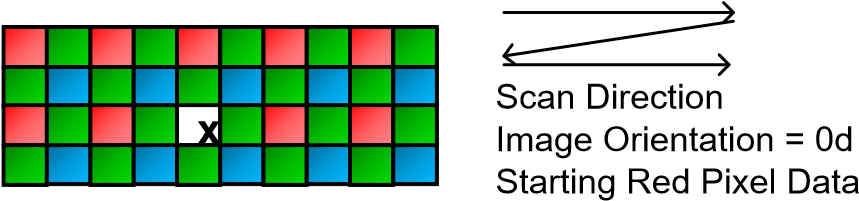 x
Scan Direction
Image Orientation = 0d
Starting Red Pixel Data